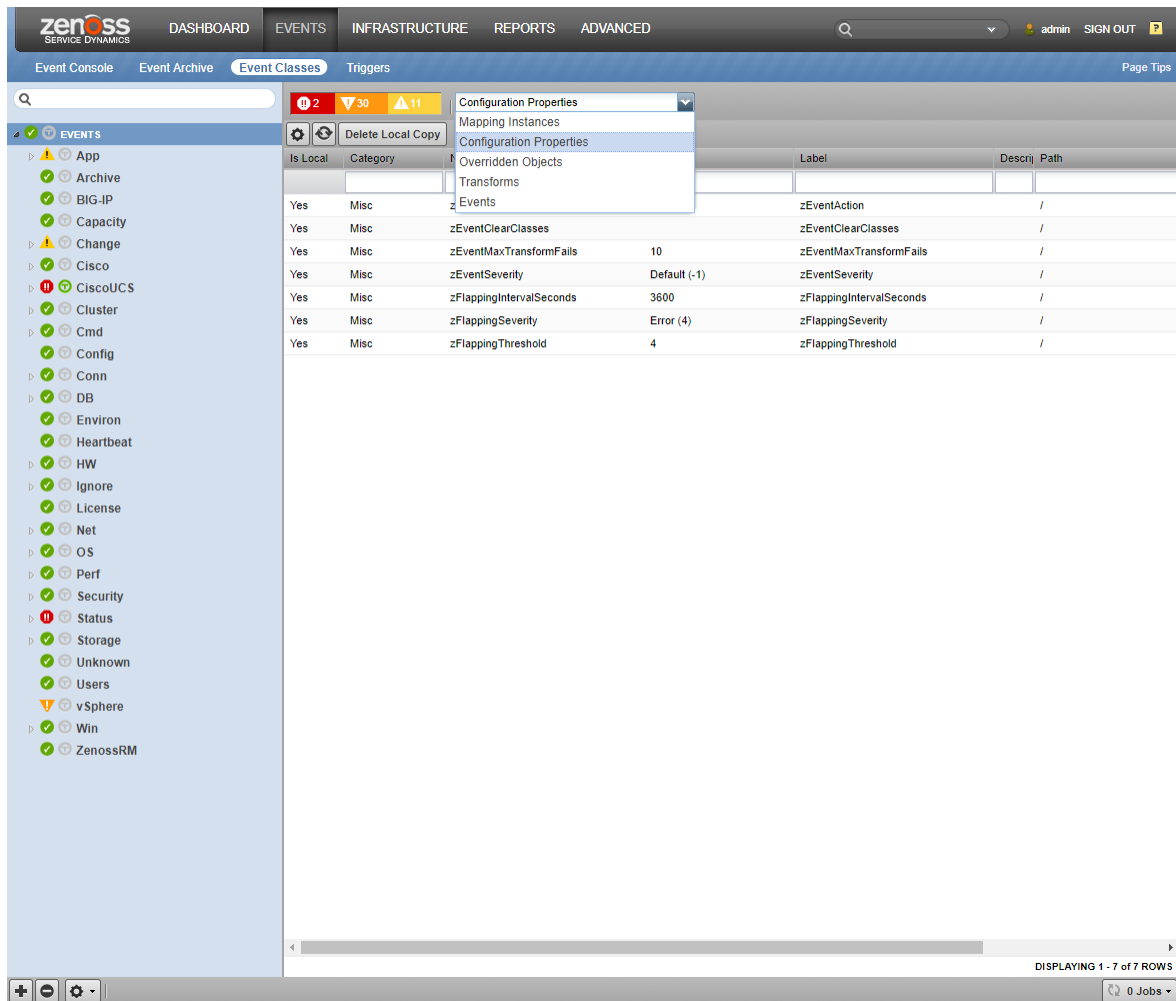 zenoss
SERVICE DYNAMICS
DASHBOARD EVENTS INFRASTRUCTURE REPORTS ADVANCED
admin SIGN OUT ?
Event Console Event Archive Event Classes Triggers Page Tips
2 30 11 Configuration Properties
Mapping Instances
Configuration Properties
Overridden Objects
Transforms
Events
Delete Local Copy
EVENTS
App
Archive
BIG-IP
Capacity
Change
Cisco
CiscoUCS
Cluster
Cmd
Config
Conn
DB
Environ
Heartbeat
HW
Ignore
License
Net
OS
Perf
Security
Status
Storage
Unknown
Users
vSphere
Win
ZenossRM
Is Local Category Label Descrip Path
Yes Misc zEventAction /
Yes Misc zEventClearClasses zEventClearClasses /
Yes Misc zEventMaxTransformFails 10 zEventMaxTransformFails /
Yes Misc zEventSeverity Default (-1) zEventSeverity /
Yes Misc zFlappingIntervalSeconds 3600 zFlappingIntervalSeconds /
Yes Misc zFlappingSeverity Error (4) zFlappingSeverity /
Yes Misc zFlappingThreshold 4 zFlappingThreshold /
DISPLAYING 1 - 7 of 7 ROWS
0 Jobs